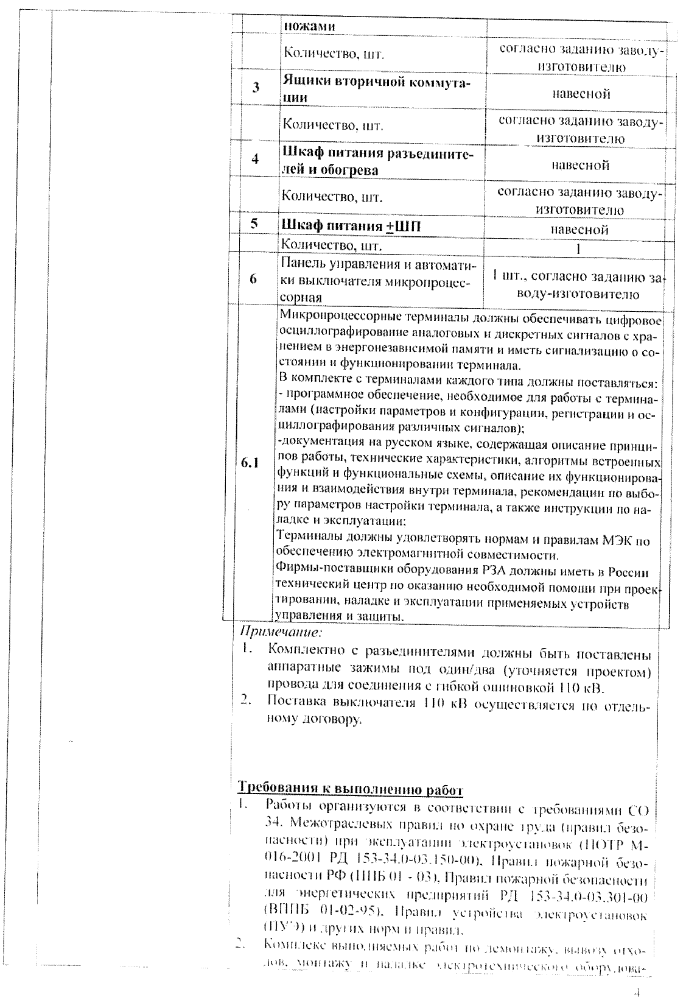 ножами
Количество, шт.
согласно заданию заводу-
изготовителю
3
Ящики вторичной коммута-
ции
навесной
Количество, шт.
согласно заданию заводу-
изготовителю
4
Шкаф питания разъедините-
лей и обогрева
навесной
Количество, шт.
согласно заданию заводу-
изготовителю
5
Шкаф питания ±ШП
навесной
Количество, шт.
1
6
Панель управления и автомати-
ки выключателя микропроцес-
сорная
1 шт., согласно заданию за-
воду-изготовителю
6.1
Микропроцессорные терминалы должны обеспечивать цифровое
осциллографирование аналоговых и дискретных сигналов с хра-
нением в энергонезависимой памяти и иметь сигнализацию о со-
стоянии и функционировании терминала.
В комплекте с терминалами каждого типа должны поставляться:
- программное обеспечение, необходимое для работы с термина-
лами (настройки параметров и конфигурации, регистрации и ос-
циллографирования различных сигналов);
-документация на русском языке, содержащая описание принци-
пов работы, технические характеристики, алгоритмы встроенных
функций и функциональные схемы, описание их функционирова-
ния и взаимодействия внутри терминала, рекомендации по выбо-
ру параметров настройки терминала, а также инструкции по на-
ладке и эксплуатации;
Терминалы должны удовлетворять нормам и правилам МЭК по
обеспечению электромагнитной совместимости.
Фирмы-поставщики оборудования РЗА должны иметь в России
технический центр по оказанию необходимой помощи при проек-
тировании, наладке и эксплуатации применяемых устройств
управления и защиты.
Примечание:
1. Комплектно с разъединителями должны быть поставлены
аппаратные зажимы под один/два (уточняется проектом)
провода для соединения с гибкой ошиновкой 110 кВ.
2. Поставка выключателя 110 кВ осуществляется по отдель-
ному договору.
Требования к выполнению работ
1. Работы организуются в соответствии с требованиями СО
34. Межотраслевых правил по охране труда (правил безо-
пасности) при эксплуатации электроустановок (ПОТР М-
016-2001 РД 153-34.0-03.150-00). Правил пожарной безо-
пасности РФ (ППБ 01 - 03). Правил пожарной безопасности
для энергетических предприятий РД 153-34.0-03.301-00
(ВППБ 01-02-95). Правил устройства электроустановок
(ПУЭ) и других норм и правил.
2. Комплекс выполняемых работ по демонтажу, вывозу отхо-
дов, монтажу и наладке электротехнического оборудова-
4